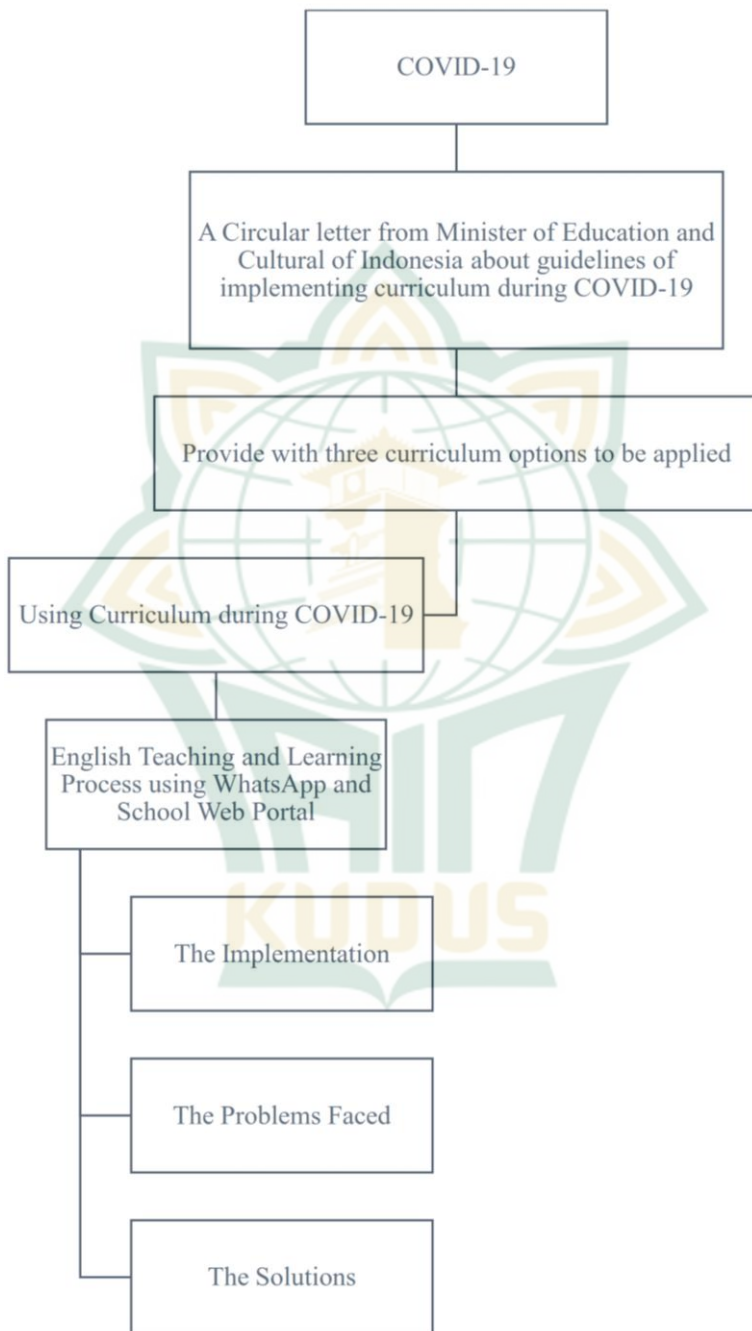 COVID-19
A Circular letter from Minister of Education and
Cultural of Indonesia about guidelines of
implementing curriculum during COVID-19
Provide with three curriculum options to be applied
Using Curriculum during COVID-19
English Teaching and Learning
Process using WhatsApp and
School Web Portal
IAIN
KUDUS
The Implementation
The Problems Faced
The Solutions